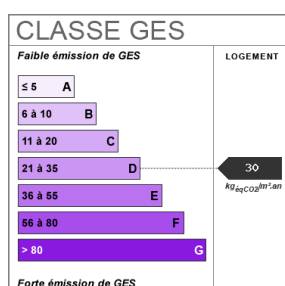 CLASSE GES
Faible émission de GES
LOGEMENT
≤ 5 A
6 à 10 B
11 à 20 C
21 à 35 D
30
kgéqCO2/m².an
36 à 55 E
56 à 80 F
> 80 G
Forte émission de GES